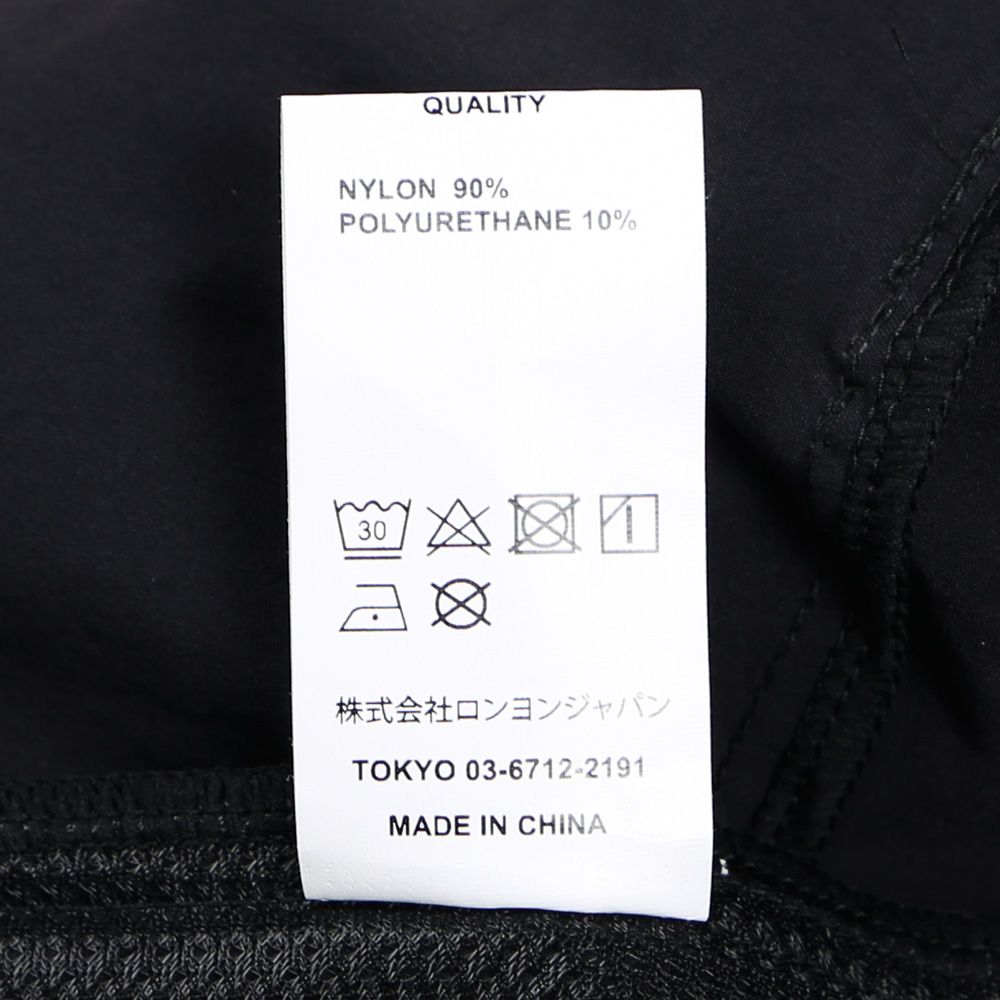 QUALITY
NYLON 90%
POLYURETHANE 10%
30
株式会社ロンヨンジャパン
TOKYO 03-6712-2191
MADE IN CHINA